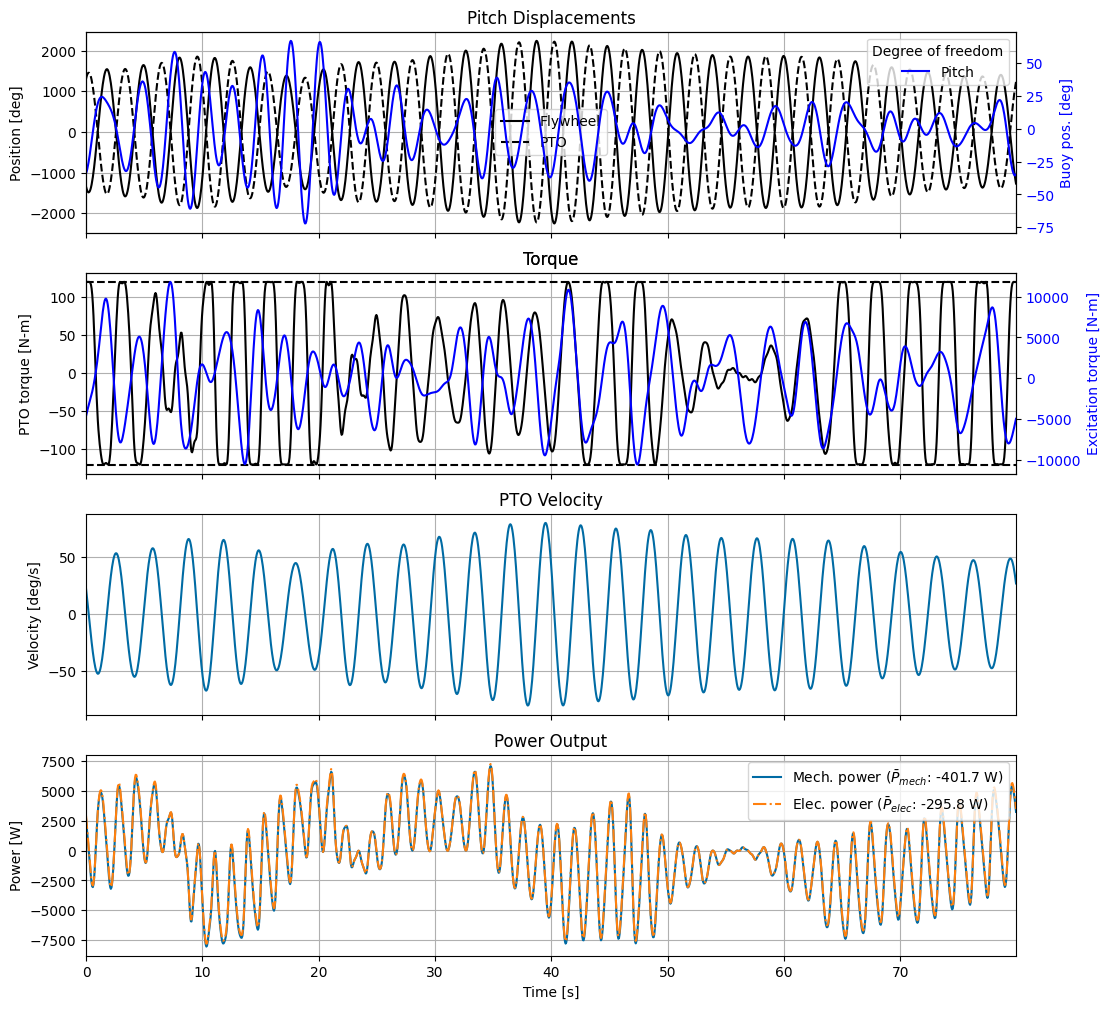 Pitch Displacements
Position [deg]
2000
1000
0
−1000
−2000
Flywheel
PTO
Degree of freedom
Pitch
50
25
0
−25
−50
−75
Buoy pos. [deg]
Torque
PTO torque [N-m]
100
50
0
−50
−100
10000
5000
0
−5000
−10000
Excitation torque [N-m]
PTO Velocity
Velocity [deg/s]
50
0
−50
Power Output
Power [W]
7500
5000
2500
0
−2500
−5000
−7500
Mech. power (P̄mech: -401.7 W)
Elec. power (P̄elec: -295.8 W)
0 10 20 30 40 50 60 70
Time [s]